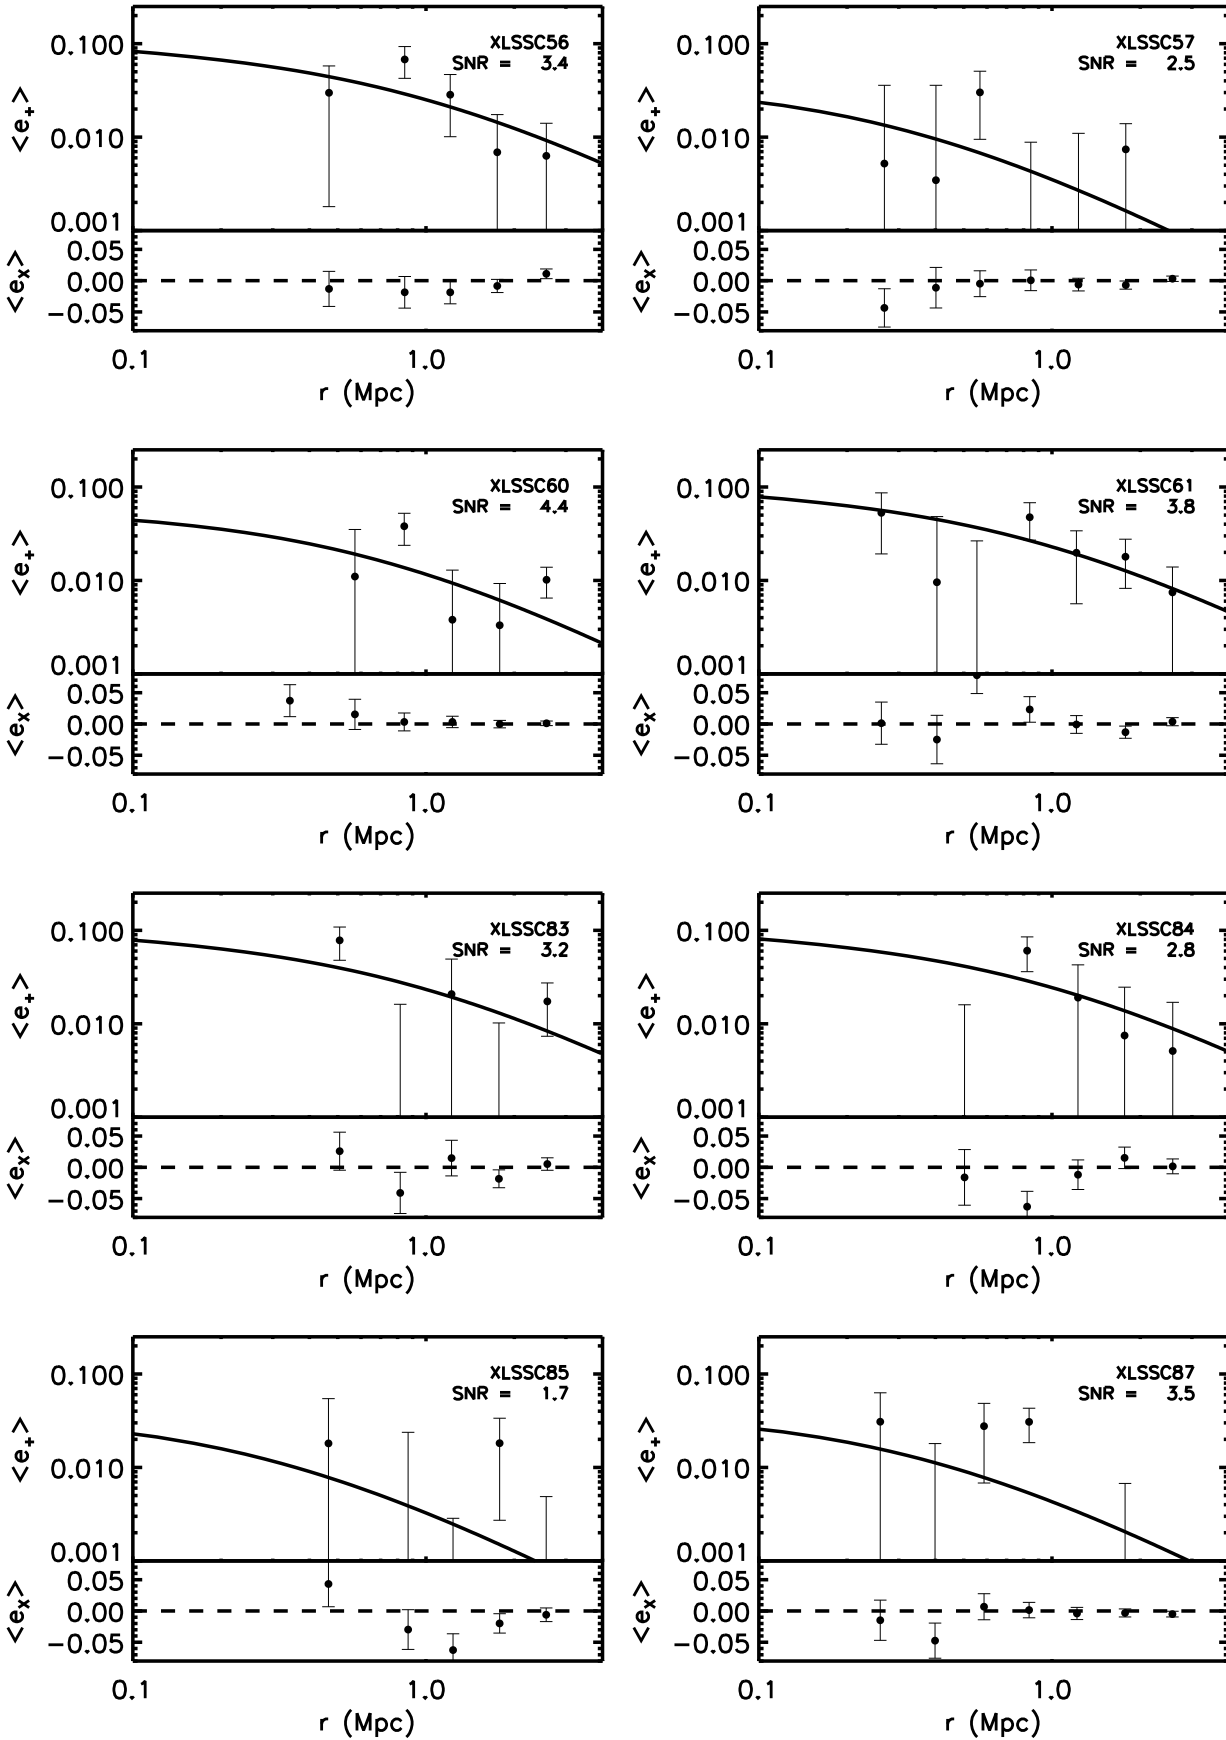 XLSSC56
SNR = 3.4
0.100
0.010
0.001
<e+>
0.05
0.00
−0.05
<ex>
0.1 1.0
r (Mpc)
XLSSC57
SNR = 2.5
0.100
0.010
0.001
<e+>
0.05
0.00
−0.05
<ex>
0.1 1.0
r (Mpc)
XLSSC60
SNR = 4.4
0.100
0.010
0.001
<e+>
0.05
0.00
−0.05
<ex>
0.1 1.0
r (Mpc)
XLSSC61
SNR = 3.8
0.100
0.010
0.001
<e+>
0.05
0.00
−0.05
<ex>
0.1 1.0
r (Mpc)
XLSSC83
SNR = 3.2
0.100
0.010
0.001
<e+>
0.05
0.00
−0.05
<ex>
0.1 1.0
r (Mpc)
XLSSC84
SNR = 2.8
0.100
0.010
0.001
<e+>
0.05
0.00
−0.05
<ex>
0.1 1.0
r (Mpc)
XLSSC85
SNR = 1.7
0.100
0.010
0.001
<e+>
0.05
0.00
−0.05
<ex>
0.1 1.0
r (Mpc)
XLSSC87
SNR = 3.5
0.100
0.010
0.001
<e+>
0.05
0.00
−0.05
<ex>
0.1 1.0
r (Mpc)